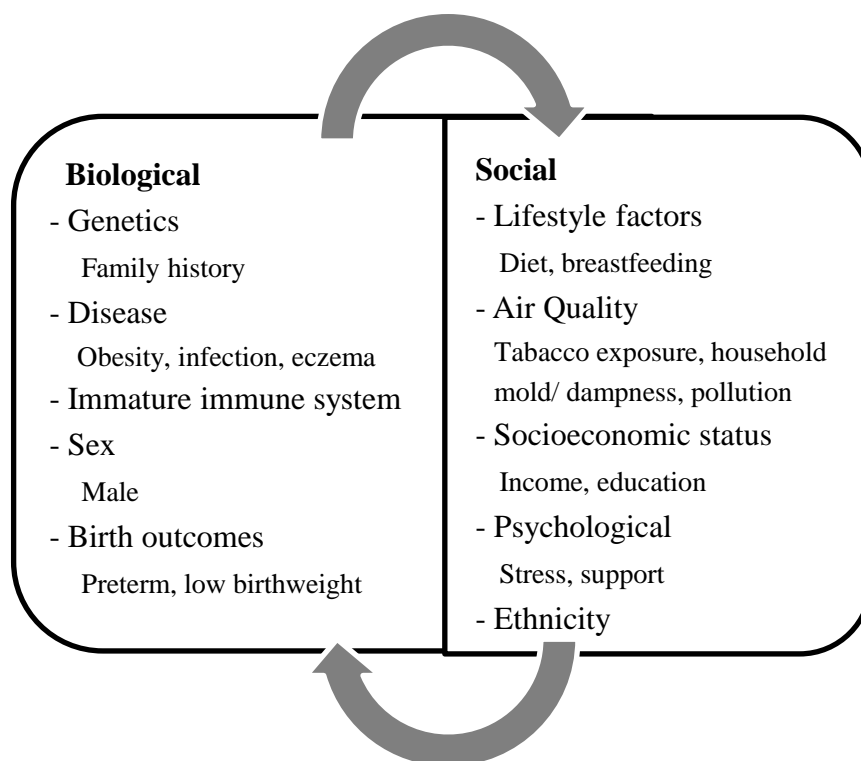 Biological
- Genetics
Family history
- Disease
Obesity, infection, eczema
- Immature immune system
- Sex
Male
- Birth outcomes
Preterm, low birthweight
Social
- Lifestyle factors
Diet, breastfeeding
- Air Quality
Tabacco exposure, household
mold/ dampness, pollution
- Socioeconomic status
Income, education
- Psychological
Stress, support
- Ethnicity